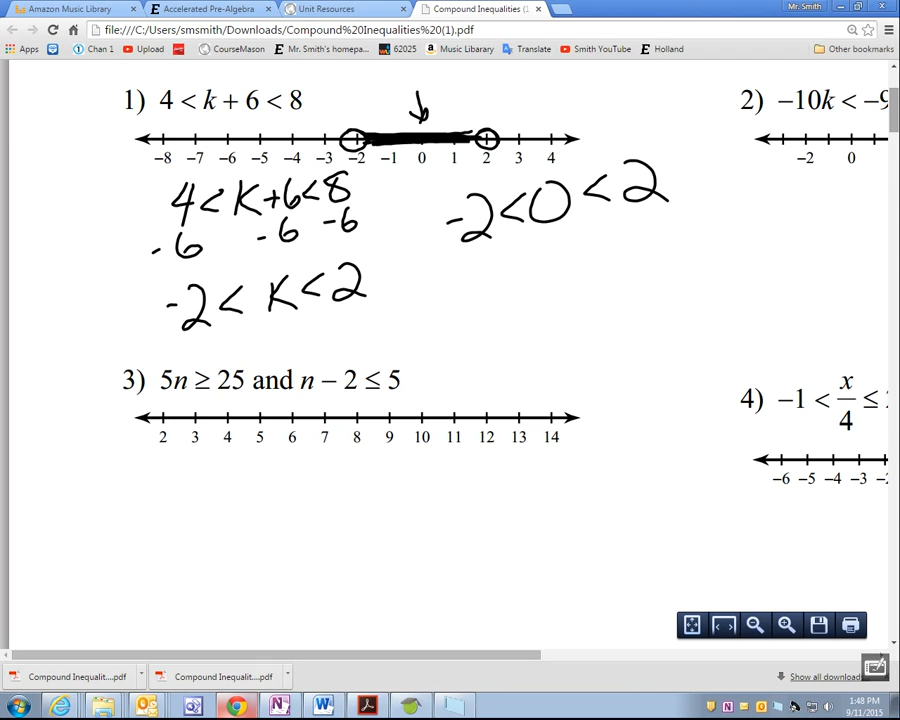 Mr. Smith
Amazon Music Library
Accelerated Pre-Algebra
Unit Resources
Compound Inequalities (1
file:///C:/Users/smsmith/Downloads/Compound%20Inequalities%20(1).pdf
Apps
Chan 1
Upload
CourseMason
Mr. Smith's homepa...
62025
Music Libarary
Translate
Smith YouTube
Holland
Other bookmarks
1) 4 < k + 6 < 8
2) −10k < −9
−8 −7 −6 −5 −4 −3 −2 −1 0 1 2 3 4
−2 0
4 < K + 6 < 8
-6 -6 -6
-2 < K < 2
-2 < 0 < 2
3) 5n ≥ 25 and n − 2 ≤ 5
2 3 4 5 6 7 8 9 10 11 12 13 14
4) −1 < x/4 ≤
−6 −5 −4 −3
Compound Inequalit....pdf
Compound Inequalit....pdf
Show all download
1:48 PM
9/11/2015